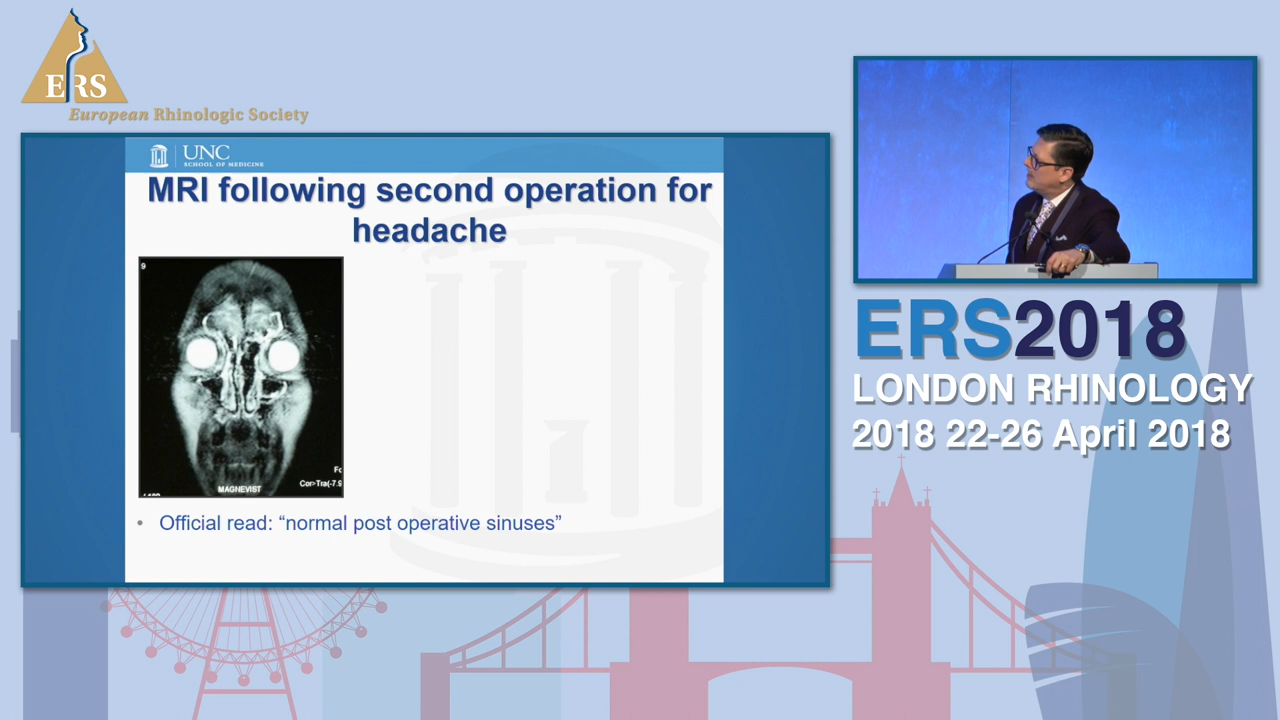 ERS
European Rhinologic Society
UNC
SCHOOL OF MEDICINE
MRI following second operation for
headache
9
Cor>Tra(-7.9
MAGNEVIST
• Official read: “normal post operative sinuses”
ERS2018
LONDON RHINOLOGY
2018 22-26 April 2018